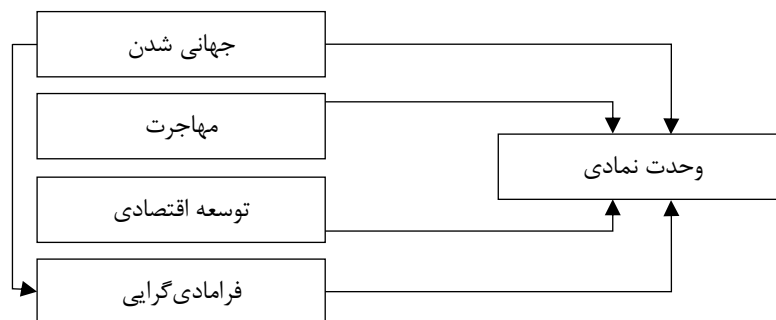 جهانی شدن
مهاجرت
وحدت نمادی
توسعه اقتصادی
فرامادی‌گرایی